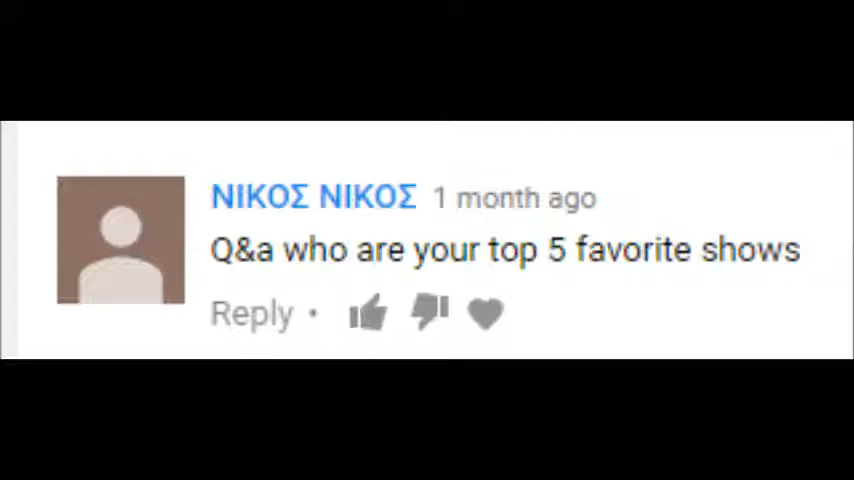 ΝΙΚΟΣ ΝΙΚΟΣ 1 month ago
Q&a who are your top 5 favorite shows
Reply •